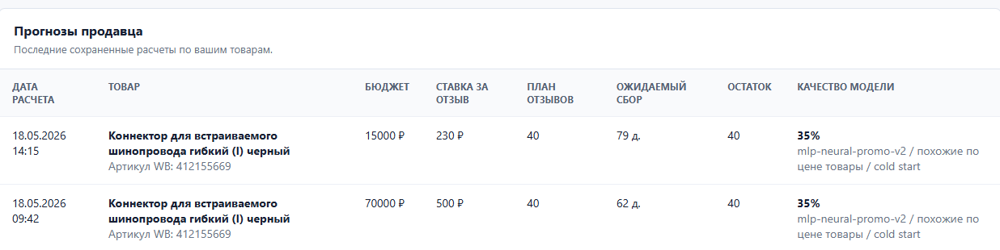 Прогнозы продавца
Последние сохраненные расчеты по вашим товарам.
ДАТА РАСЧЕТА ТОВАР БЮДЖЕТ СТАВКА ЗА ОТЗЫВ ПЛАН ОТЗЫВОВ ОЖИДАЕМЫЙ СБОР ОСТАТОК КАЧЕСТВО МОДЕЛИ
18.05.2026 Коннектор для встраиваемого 15000 ₽ 230 ₽ 40 79 д. 40 35%
14:15 шинопровода гибкий (I) черный mlp-neural-promo-v2 / похожие по
Артикул WB: 412155669 цене товары / cold start
18.05.2026 Коннектор для встраиваемого 70000 ₽ 500 ₽ 40 62 д. 40 35%
09:42 шинопровода гибкий (I) черный mlp-neural-promo-v2 / похожие по
Артикул WB: 412155669 цене товары / cold start